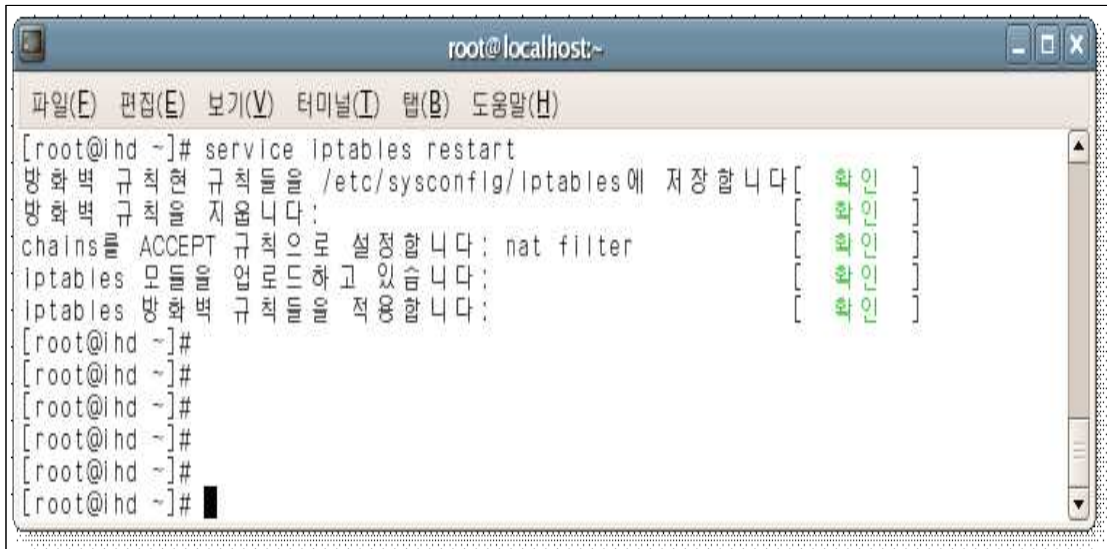 root@localhost:~
파일(F) 편집(E) 보기(V) 터미널(T) 탭(B) 도움말(H)
[root@ihd ~]# service iptables restart
방화벽 규칙현 규칙들을 /etc/sysconfig/iptables에 저장합니다[ 확인 ]
방화벽 규칙을 지웁니다: [ 확인 ]
chains를 ACCEPT 규칙으로 설정합니다: nat filter [ 확인 ]
iptables 모듈을 업로드하고 있습니다: [ 확인 ]
iptables 방화벽 규칙들을 적용합니다: [ 확인 ]
[root@ihd ~]#
[root@ihd ~]#
[root@ihd ~]#
[root@ihd ~]#
[root@ihd ~]#
[root@ihd ~]#